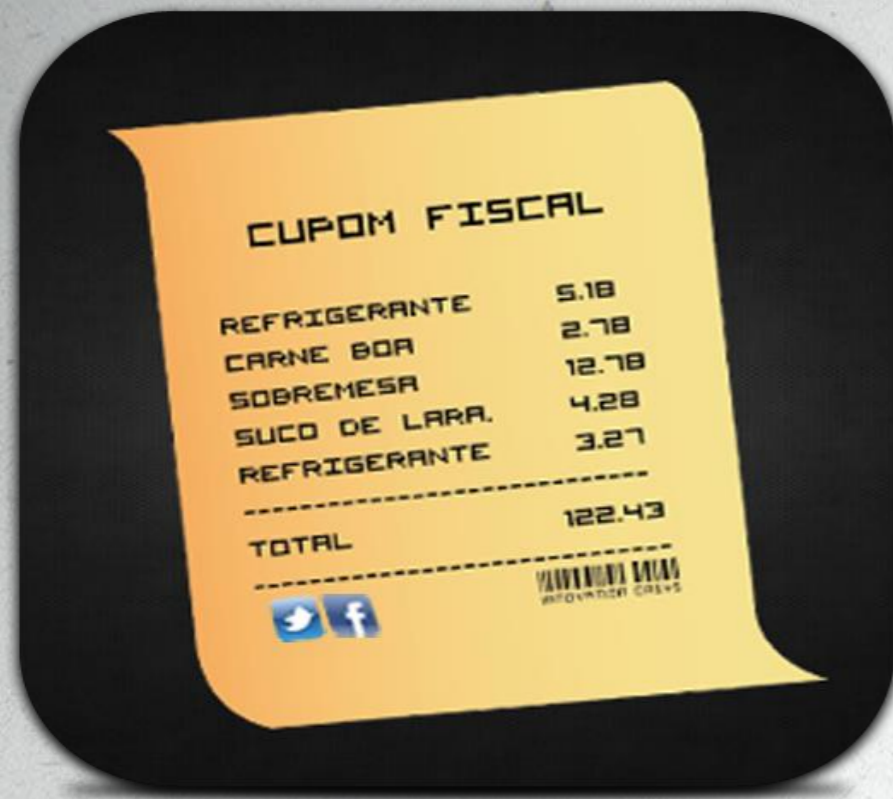 CUPOM FISCAL
REFRIGERANTE 5.18
CARNE BOA 2.78
SOBREMESA 12.78
SUCO DE LARA. 4.28
REFRIGERANTE 3.27
TOTAL 122.43